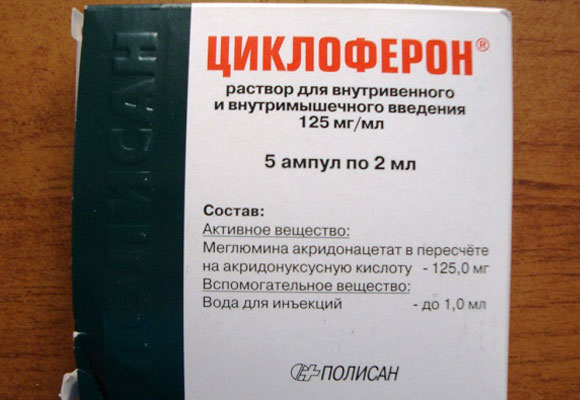 ЦИКЛОФЕРОН®
раствор для внутривенного
и внутримышечного введения
125 мг/мл
5 ампул по 2 мл
Состав:
Активное вещество:
Меглюмина акридонацетат в пересчёте
на акридонуксусную кислоту - 125,0 мг
Вспомогательное вещество:
Вода для инъекций - до 1,0 мл
ПОЛИСАН
ПОЛИСАН